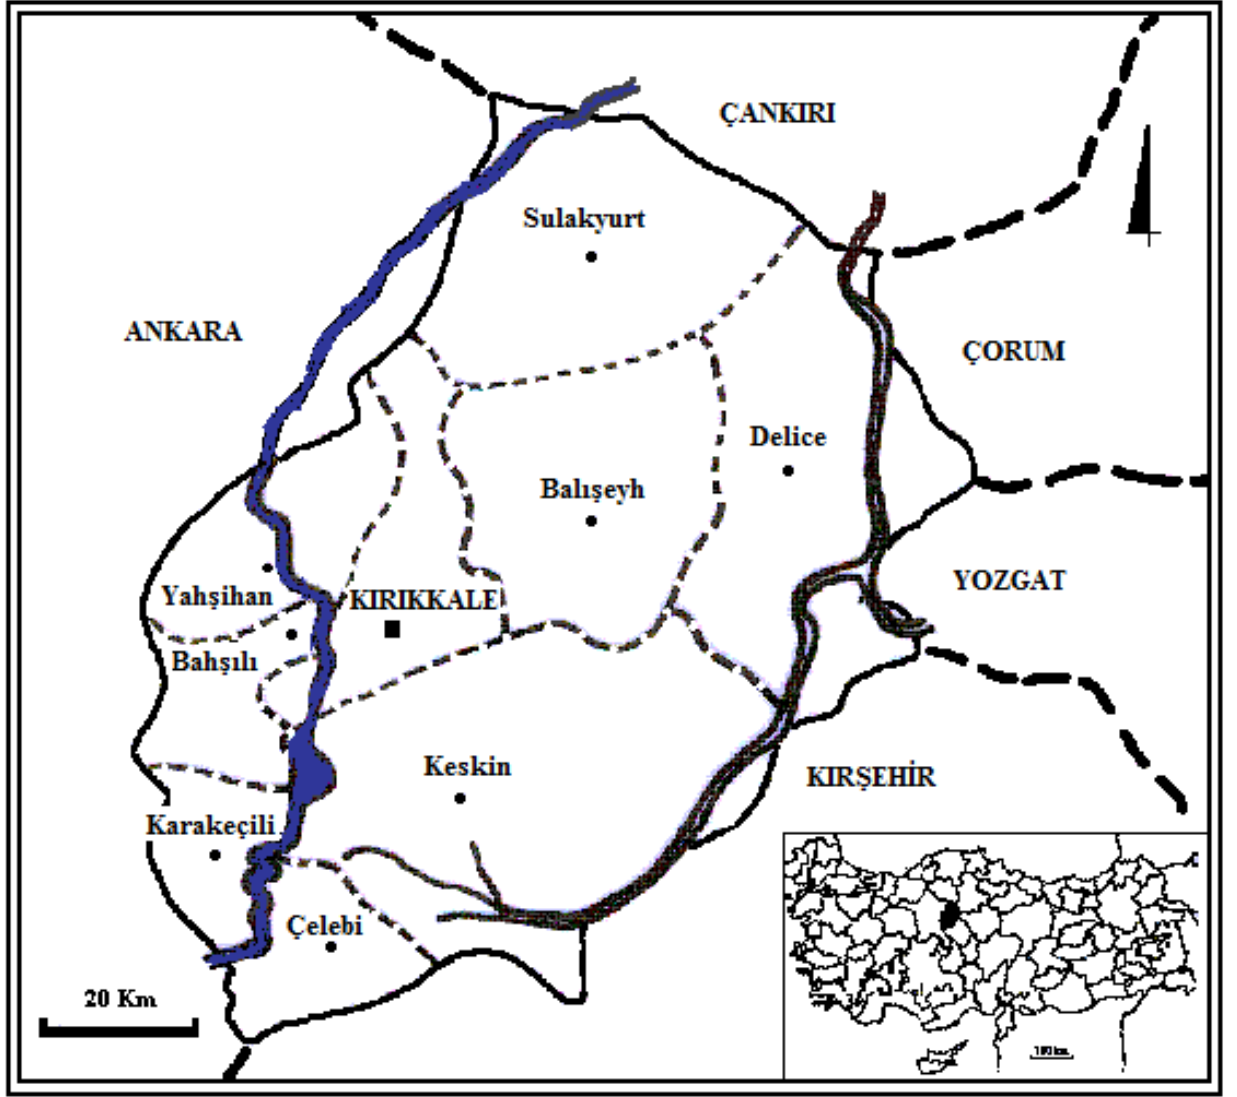 ÇANKIRI
Sulakyurt
ANKARA
ÇORUM
Delice
Balışeyh
YOZGAT
Yahşihan
KIRIKKALE
Bahşılı
Keskin
KIRŞEHİR
Karakeçili
Çelebi
20 Km